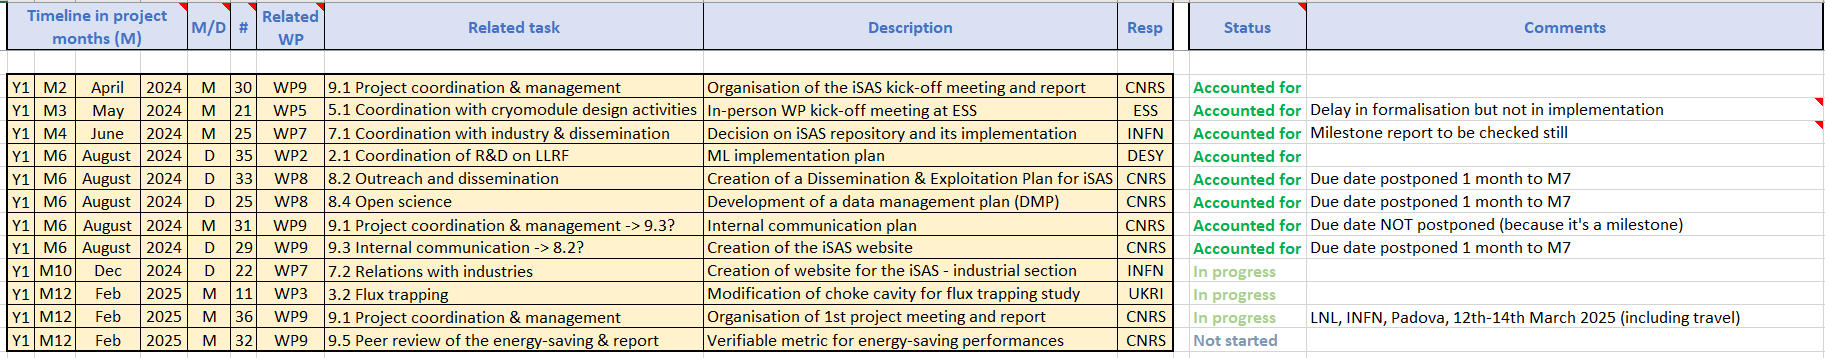 Timeline in project months (M) M/D # Related WP Related task Description Resp Status Comments
Y1 M2 April 2024 M 30 WP9 9.1 Project coordination & management Organisation of the iSAS kick-off meeting and report CNRS Accounted for
Y1 M3 May 2024 M 21 WP5 5.1 Coordination with cryomodule design activities In-person WP kick-off meeting at ESS ESS Accounted for Delay in formalisation but not in implementation
Y1 M4 June 2024 M 25 WP7 7.1 Coordination with industry & dissemination Decision on iSAS repository and its implementation INFN Accounted for Milestone report to be checked still
Y1 M6 August 2024 D 35 WP2 2.1 Coordination of R&D on LLRF ML implementation plan DESY Accounted for
Y1 M6 August 2024 D 33 WP8 8.2 Outreach and dissemination Creation of a Dissemination & Exploitation Plan for iSAS CNRS Accounted for Due date postponed 1 month to M7
Y1 M6 August 2024 D 25 WP8 8.4 Open science Development of a data management plan (DMP) CNRS Accounted for Due date postponed 1 month to M7
Y1 M6 August 2024 M 31 WP9 9.1 Project coordination & management -> 9.3? Internal communication plan CNRS Accounted for Due date NOT postponed (because it's a milestone)
Y1 M6 August 2024 D 29 WP9 9.3 Internal communication -> 8.2? Creation of the iSAS website CNRS Accounted for Due date postponed 1 month to M7
Y1 M10 Dec 2024 D 22 WP7 7.2 Relations with industries Creation of website for the iSAS - industrial section INFN In progress
Y1 M12 Feb 2025 M 11 WP3 3.2 Flux trapping Modification of choke cavity for flux trapping study UKRI In progress
Y1 M12 Feb 2025 M 36 WP9 9.1 Project coordination & management Organisation of 1st project meeting and report CNRS In progress LNL, INFN, Padova, 12th-14th March 2025 (including travel)
Y1 M12 Feb 2025 M 32 WP9 9.5 Peer review of the energy-saving & report Verifiable metric for energy-saving performances CNRS Not started